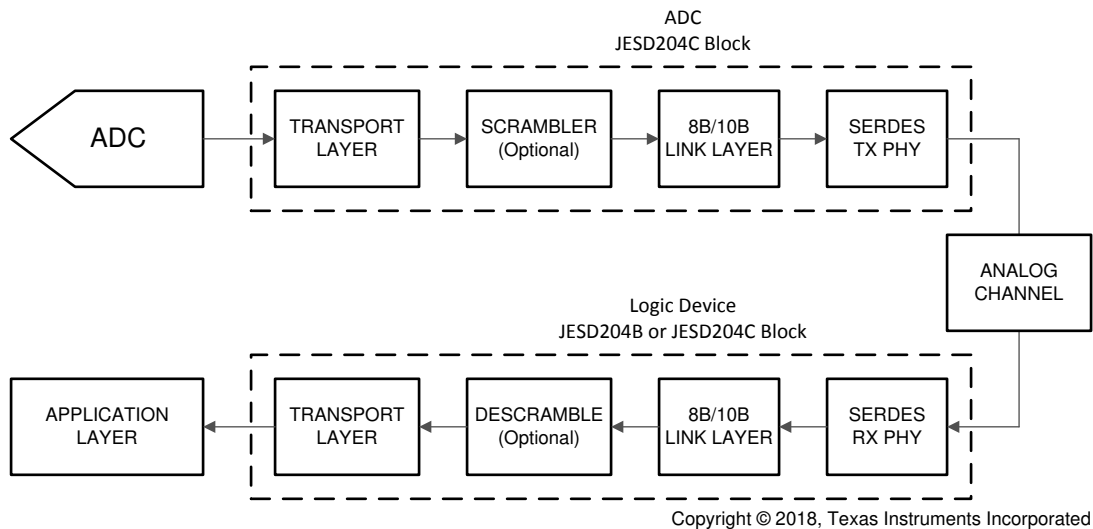 ADC
JESD204C Block
ADC
TRANSPORT
LAYER
SCRAMBLER
(Optional)
8B/10B
LINK LAYER
SERDES
TX PHY
ANALOG
CHANNEL
Logic Device
JESD204B or JESD204C Block
APPLICATION
LAYER
TRANSPORT
LAYER
DESCRAMBLE
(Optional)
8B/10B
LINK LAYER
SERDES
RX PHY
Copyright © 2018, Texas Instruments Incorporated